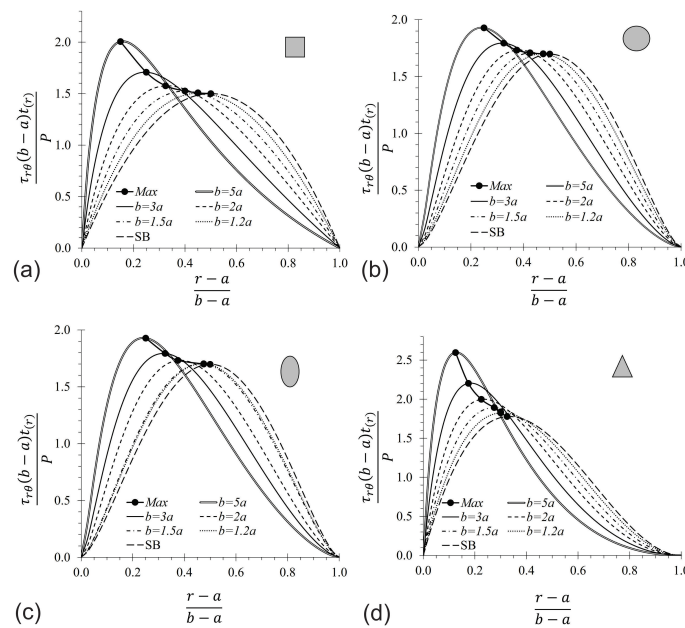 2.0
1.5
1.0
0.5
0.0
τrθ(b − a)t(r)
P
Max
b=5a
b=3a
b=2a
b=1.5a
b=1.2a
SB
0.0 0.2 0.4 0.6 0.8 1.0
(a)
r − a
b − a
2.0
1.5
1.0
0.5
0.0
τrθ(b − a)t(r)
P
Max
b=5a
b=3a
b=2a
b=1.5a
b=1.2a
SB
0.0 0.2 0.4 0.6 0.8 1.0
(b)
r − a
b − a
2.0
1.5
1.0
0.5
0.0
τrθ(b − a)t(r)
P
Max
b=5a
b=3a
b=2a
b=1.5a
b=1.2a
SB
0.0 0.2 0.4 0.6 0.8 1.0
(c)
r − a
b − a
2.5
2.0
1.5
1.0
0.5
0.0
τrθ(b − a)t(r)
P
Max
b=5a
b=3a
b=2a
b=1.5a
b=1.2a
SB
0.0 0.2 0.4 0.6 0.8 1.0
(d)
r − a
b − a